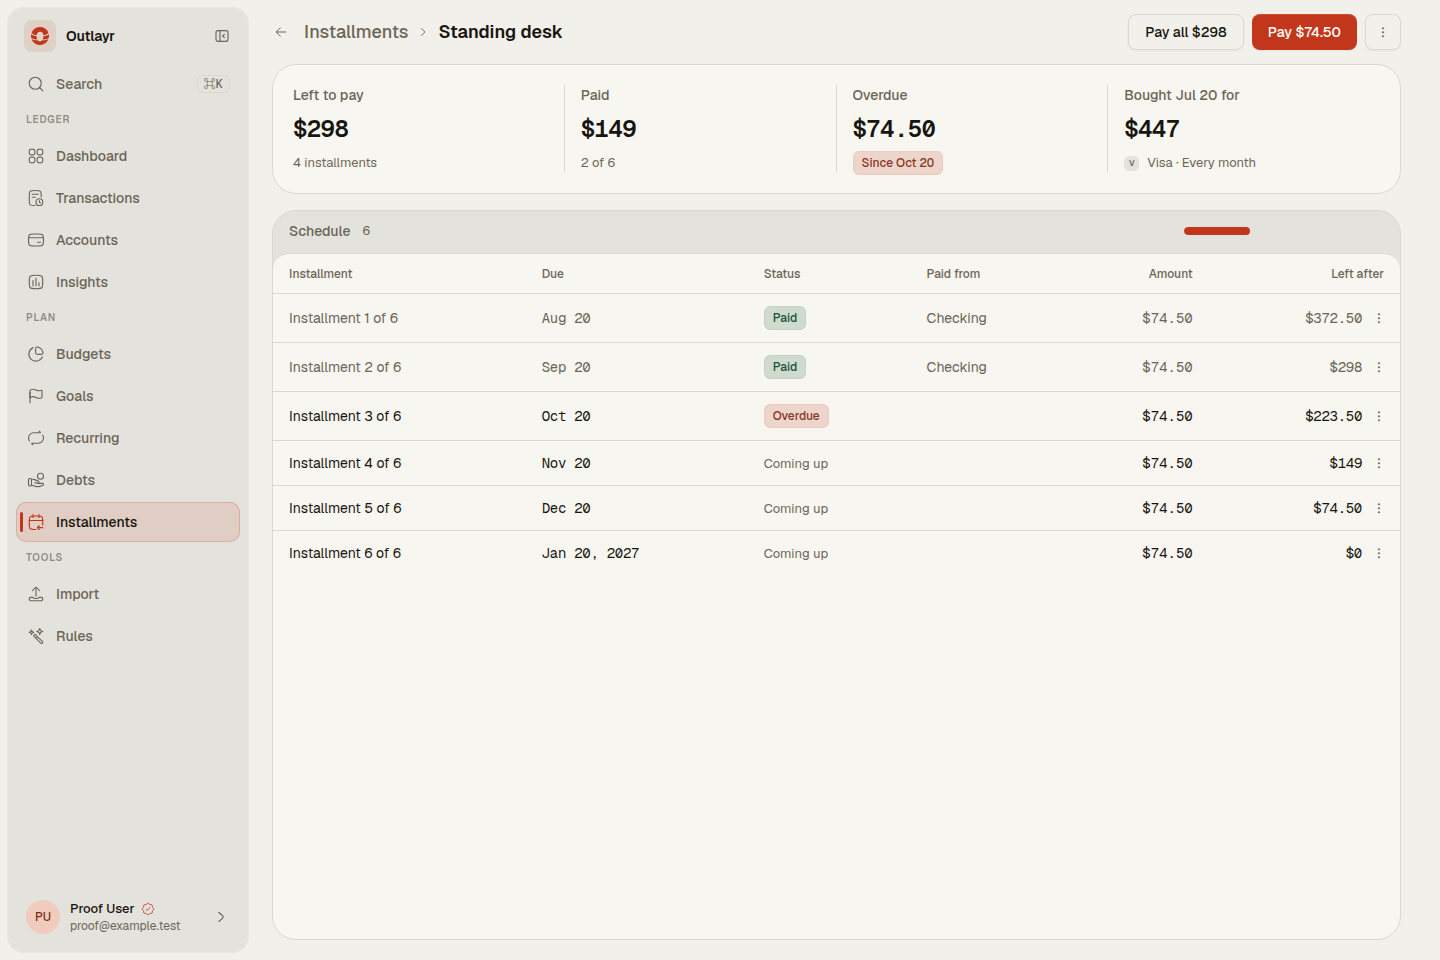 Outlayr
Search ⌘K
LEDGER
Dashboard
Transactions
Accounts
Insights
PLAN
Budgets
Goals
Recurring
Debts
Installments
TOOLS
Import
Rules
PU
Proof User
proof@example.test
Installments > Standing desk
Pay all $298
Pay $74.50
Left to pay
$298
4 installments
Paid
$149
2 of 6
Overdue
$74.50
Since Oct 20
Bought Jul 20 for
$447
V Visa · Every month
Schedule 6
Installment Due Status Paid from Amount Left after
Installment 1 of 6 Aug 20 Paid Checking $74.50 $372.50
Installment 2 of 6 Sep 20 Paid Checking $74.50 $298
Installment 3 of 6 Oct 20 Overdue $74.50 $223.50
Installment 4 of 6 Nov 20 Coming up $74.50 $149
Installment 5 of 6 Dec 20 Coming up $74.50 $74.50
Installment 6 of 6 Jan 20, 2027 Coming up $74.50 $0